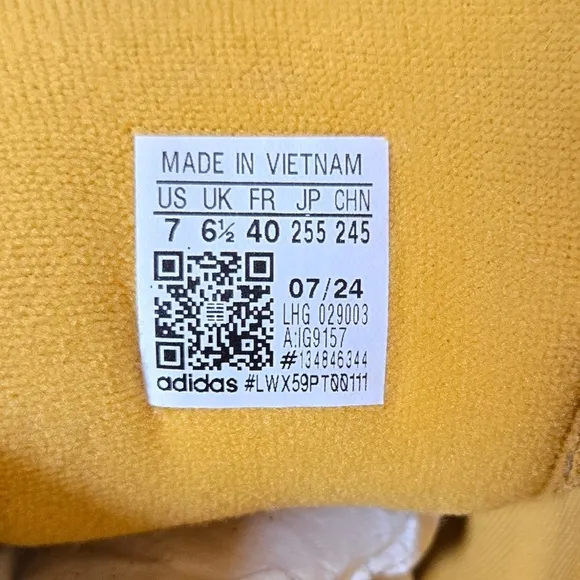 MADE IN VIETNAM
US UK FR JP CHN
7 6½ 40 255 245
07/24
LHG 029003
A:IG9157
#134846344
adidas #LWX59PT00111